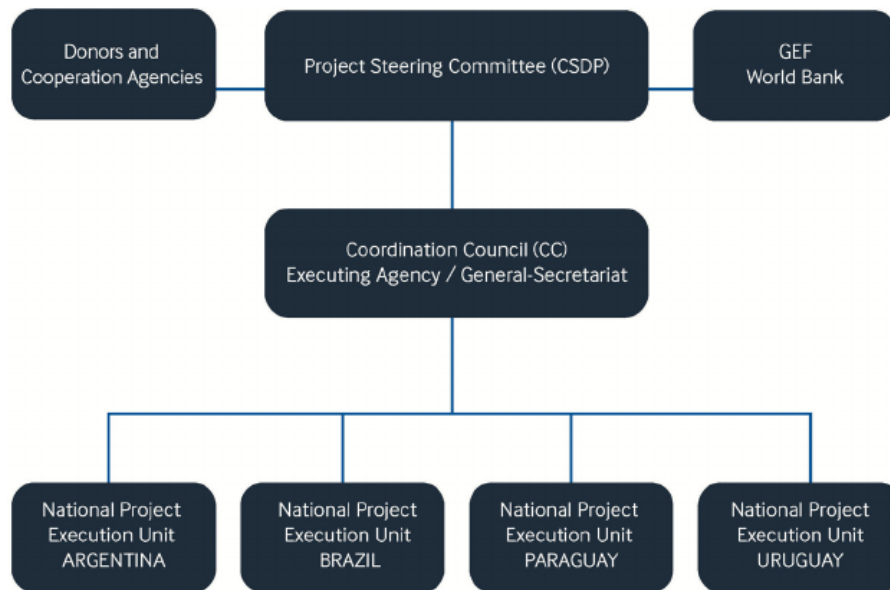 Donors and
Cooperation Agencies
Project Steering Committee (CSDP)
GEF
World Bank
Coordination Council (CC)
Executing Agency / General-Secretariat
National Project
Execution Unit
ARGENTINA
National Project
Execution Unit
BRAZIL
National Project
Execution Unit
PARAGUAY
National Project
Execution Unit
URUGUAY